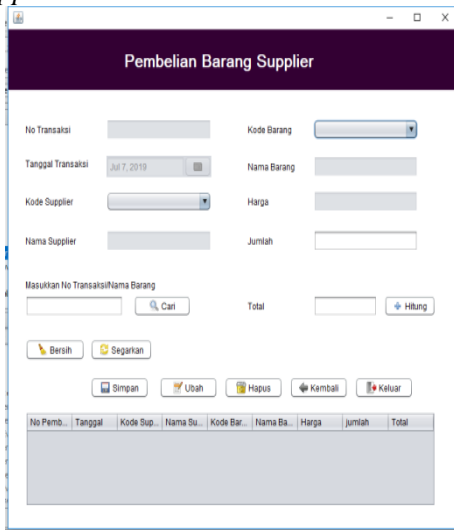 Pembelian Barang Supplier
No Transaksi
Kode Barang
Tanggal Transaksi
Jul 7, 2019
Nama Barang
Kode Supplier
Harga
Nama Supplier
Jumlah
Masukkan No Transaksi/Nama Barang
Cari
Total
Hitung
Bersih
Segarkan
Simpan
Ubah
Hapus
Kembali
Keluar
No Pemb... Tanggal Kode Sup... Nama Su... Kode Bar... Nama Ba... Harga jumlah Total